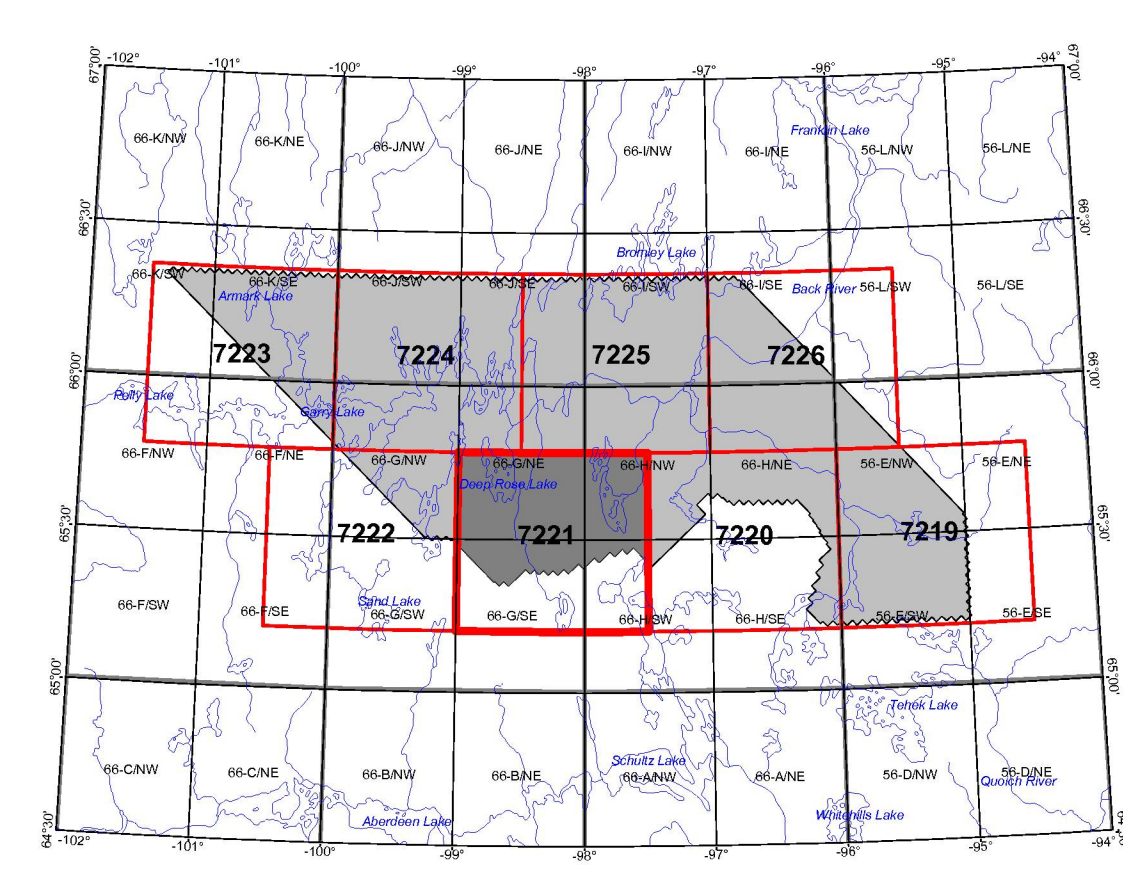 -102° -101° -100° -99° -98° -97° -96° -95° -94°
67°00' 67°00'
Franklin Lake
66-K/NW 66-K/NE 66-J/NW 66-J/NE 66-I/NW 66-I/NE 56-L/NW 56-L/NE
66°30' 66°30'
Bromley Lake
66-K/SW 66-K/SE 66-J/SW 66-J/SE 66-I/SW 66-I/SE 56-L/SW 56-L/SE
Armark Lake Back River
7223 7224 7225 7226
66°00' 66°00'
Pelly Lake Garry Lake
66-F/NW 66-F/NE 66-G/NW 66-G/NE 66-H/NW 66-H/NE 56-E/NW 56-E/NE
Deep Rose Lake
7222 7221 7220 7219
65°30' 65°30'
Sand Lake
66-F/SW 66-F/SE 66-G/SW 66-G/SE 66-H/SW 66-H/SE 56-E/SW 56-E/SE
65°00' 65°00'
Tehek Lake
Schultz Lake
66-C/NW 66-C/NE 66-B/NW 66-B/NE 66-A/NW 66-A/NE 56-D/NW 56-D/NE
Quoich River
Aberdeen Lake Whitehills Lake
64°30'
-102° -101° -100° -99° -98° -97° -96° -95° -94°